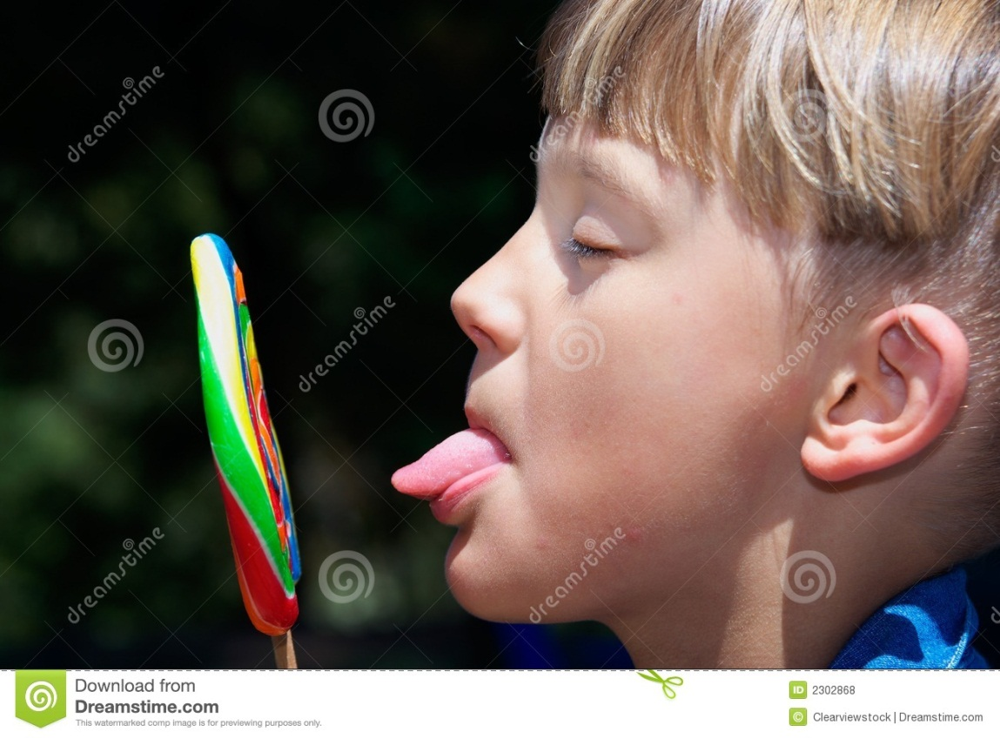 dreamstime
dreamstime
dreamstime
dreamstime
dreamstime
dreamstime
Download from
Dreamstime.com
This watermarked comp image is for previewing purposes only.
ID 2302868
© Clearviewstock | Dreamstime.com